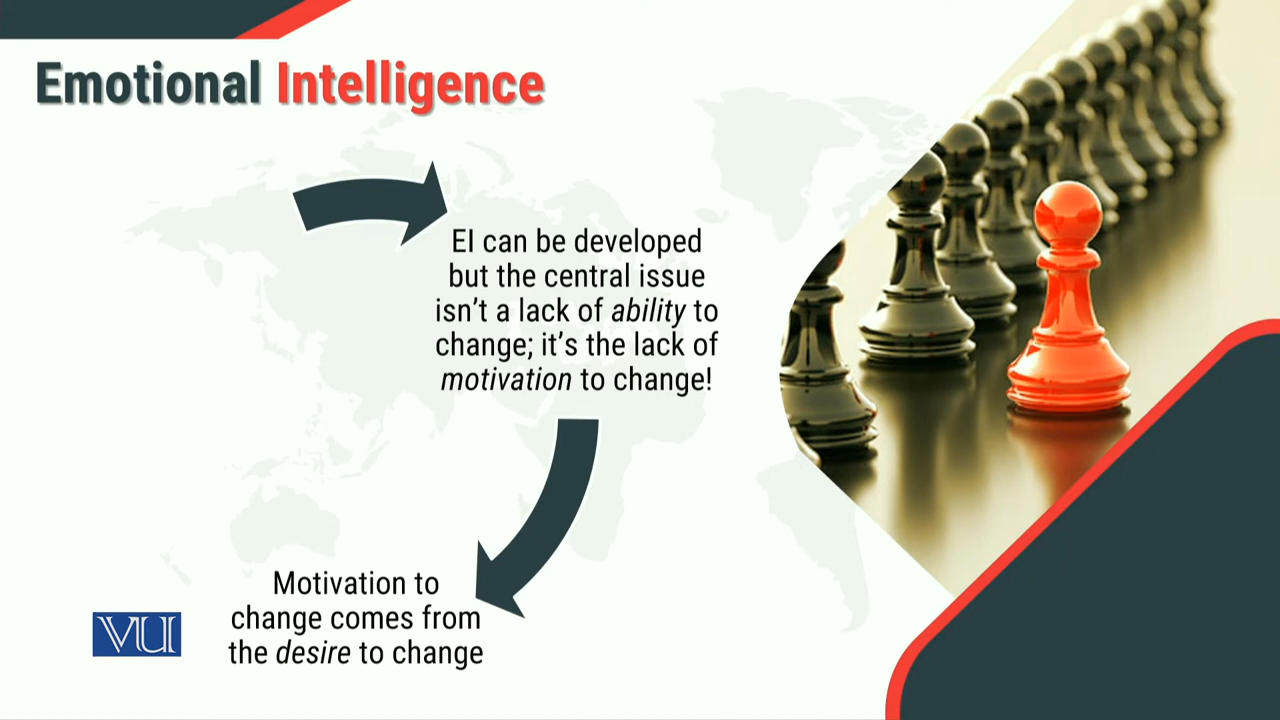 Emotional Intelligence
EI can be developed
but the central issue
isn't a lack of ability to
change; it's the lack of
motivation to change!
Motivation to
change comes from
the desire to change
VU